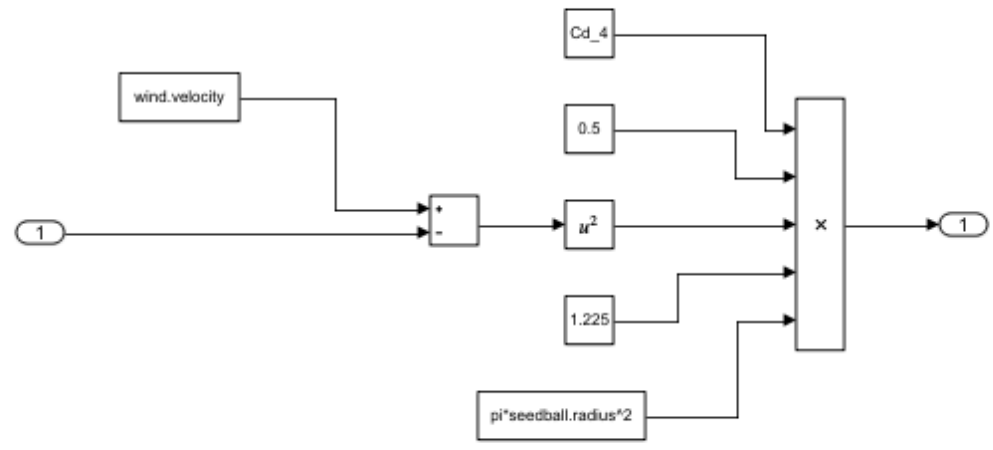 Cd_4
wind.velocity
0.5
+
1
−
u²
×
1
1.225
pi*seedball.radius^2